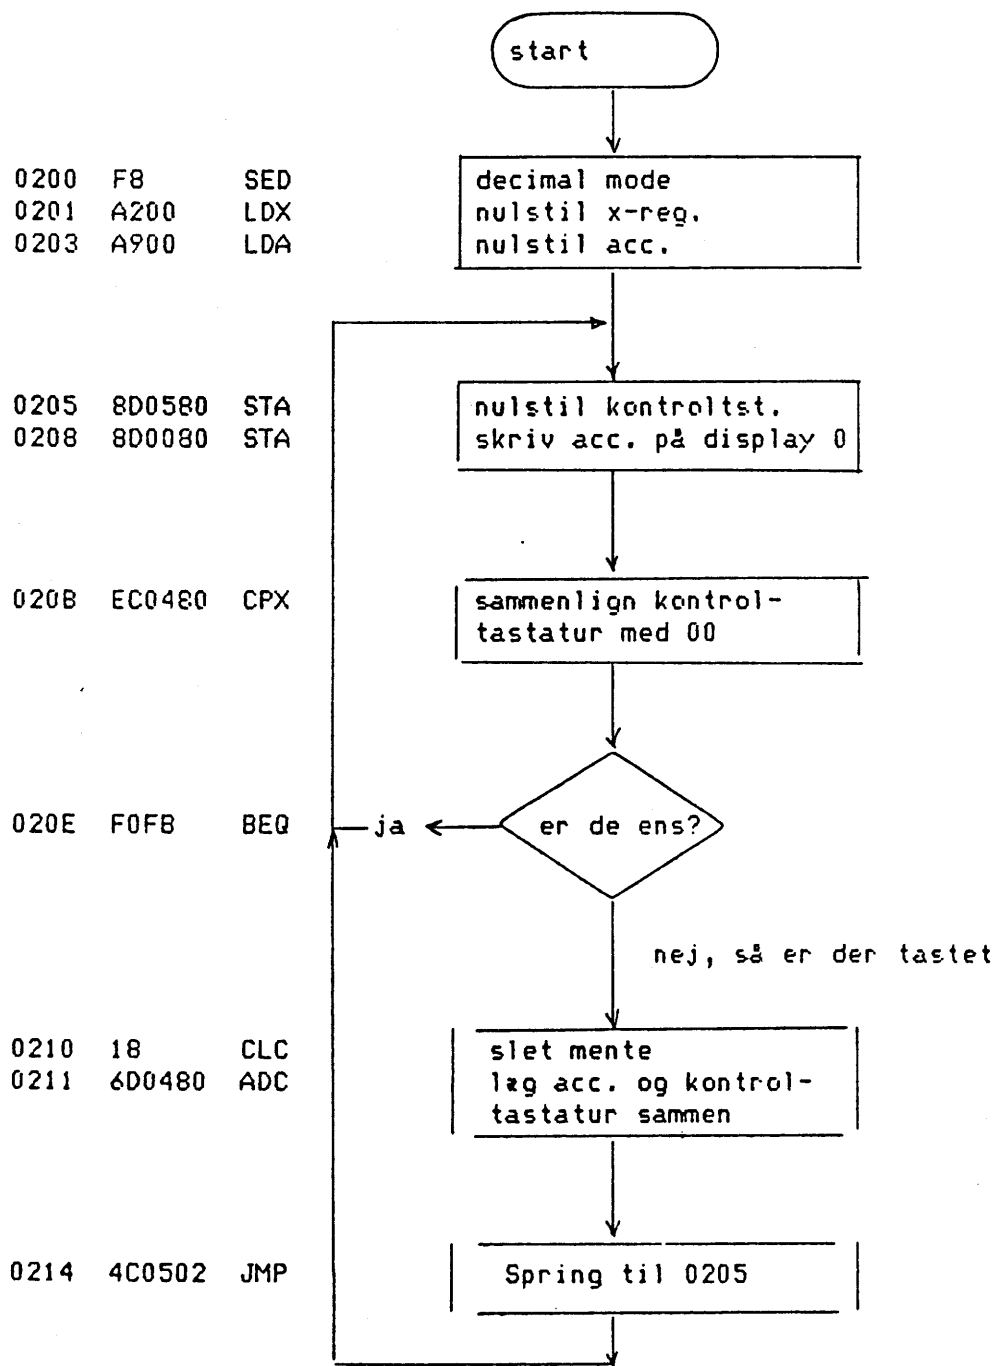 start
0200 F8 SED
0201 A200 LDX
0203 A900 LDA
decimal mode
nulstil x-reg.
nulstil acc.
0205 8D0580 STA
0208 8D0080 STA
nulstil kontroltst.
skriv acc. på display 0
020B EC0480 CPX
sammenlign kontrol-
tastatur med 00
020E F0FB BEQ
ja
er de ens?
nej, så er der tastet
0210 18 CLC
0211 6D0480 ADC
slet mente
læg acc. og kontrol-
tastatur sammen
0214 4C0502 JMP
Spring til 0205